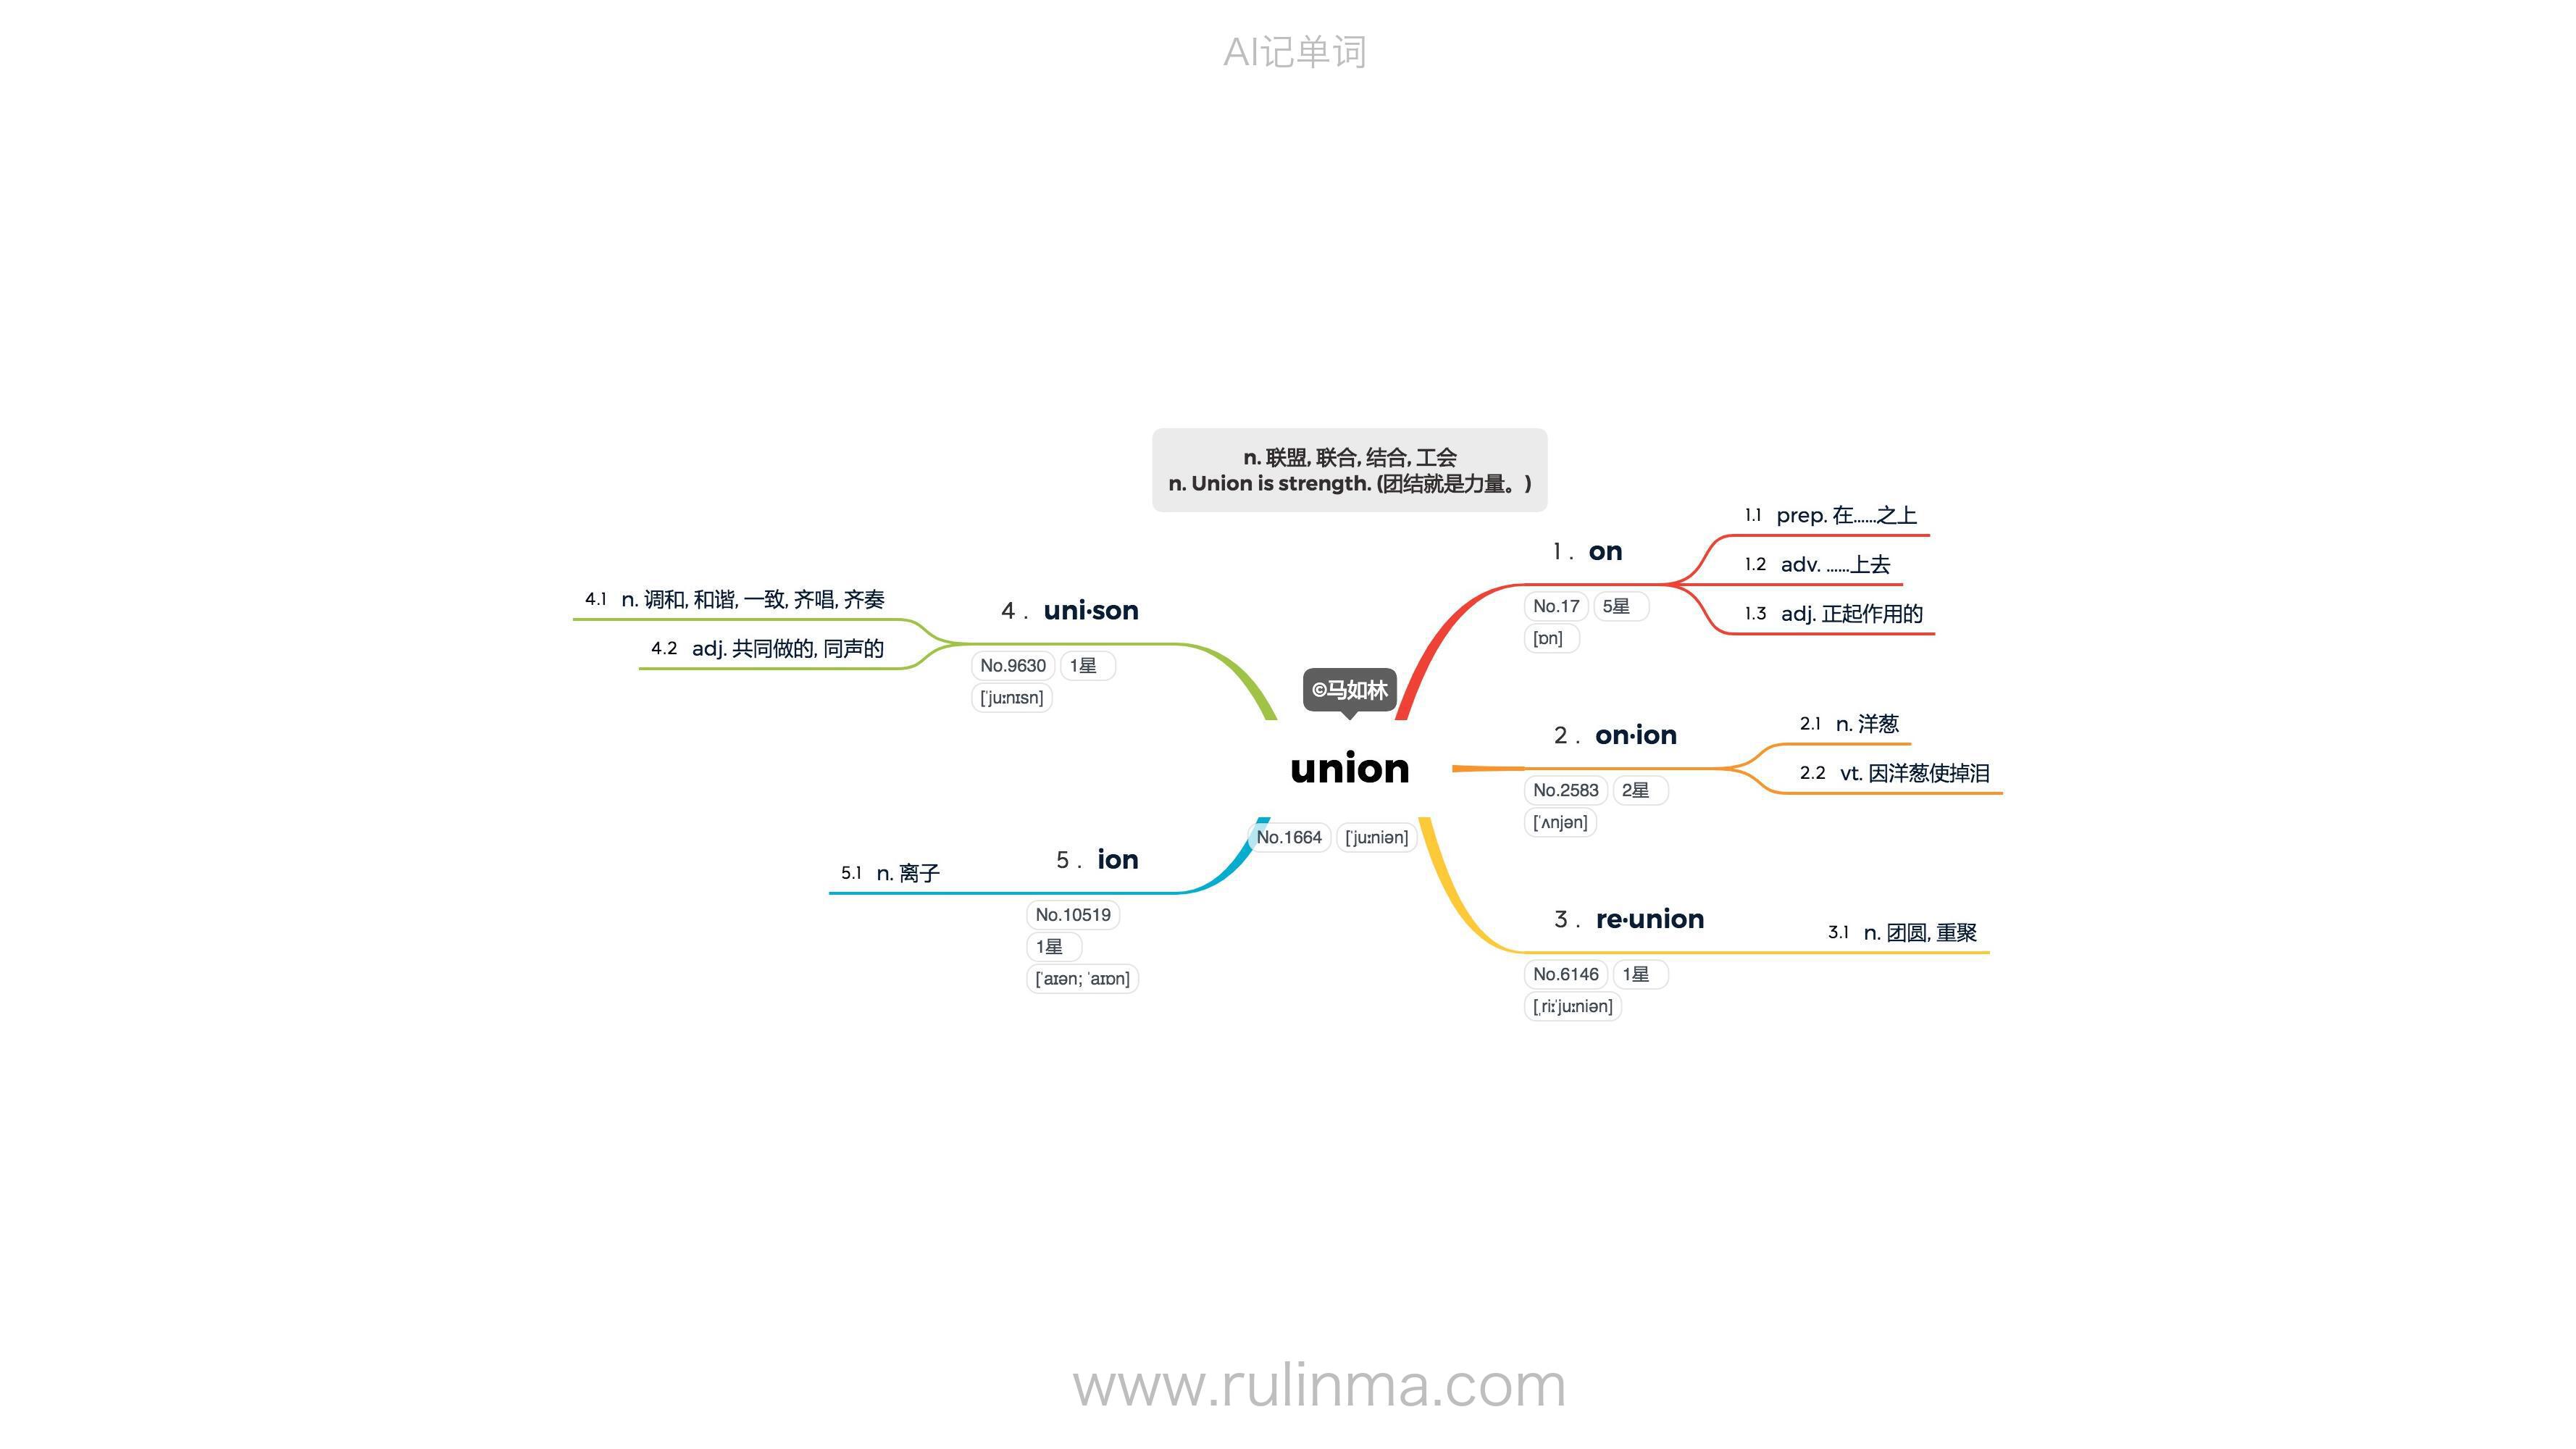 AI记单词
n. 联盟, 联合, 结合, 工会
n. Union is strength. (团结就是力量。)
©马如林
union
No.1664 [ˈjuːniən]
1 . on
No.17 5星
[ɒn]
1.1 prep. 在……之上
1.2 adv. ……上去
1.3 adj. 正起作用的
2 . on·ion
No.2583 2星
[ˈʌnjən]
2.1 n. 洋葱
2.2 vt. 因洋葱使掉泪
3 . re·union
No.6146 1星
[ˌriːˈjuːniən]
3.1 n. 团圆, 重聚
4 . uni·son
No.9630 1星
[ˈjuːnɪsn]
4.1 n. 调和, 和谐, 一致, 齐唱, 齐奏
4.2 adj. 共同做的, 同声的
5 . ion
No.10519
1星
[ˈaɪən; ˈaɪɒn]
5.1 n. 离子
www.rulinma.com